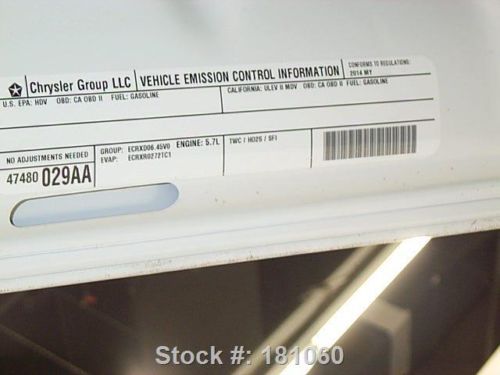 Chrysler Group LLC VEHICLE EMISSION CONTROL INFORMATION CONFORMS TO REGULATIONS: 2014 MY
U.S. EPA: HDV OBD: CA OBD II FUEL: GASOLINE CALIFORNIA: ULEV II MDV OBD: CA OBD II FUEL: GASOLINE
NO ADJUSTMENTS NEEDED GROUP: ECRXD06.45V0 ENGINE: 5.7L TWC / HO2S / SFI
EVAP: ECRXR0272TC1
47480 029AA
Stock #: 181060